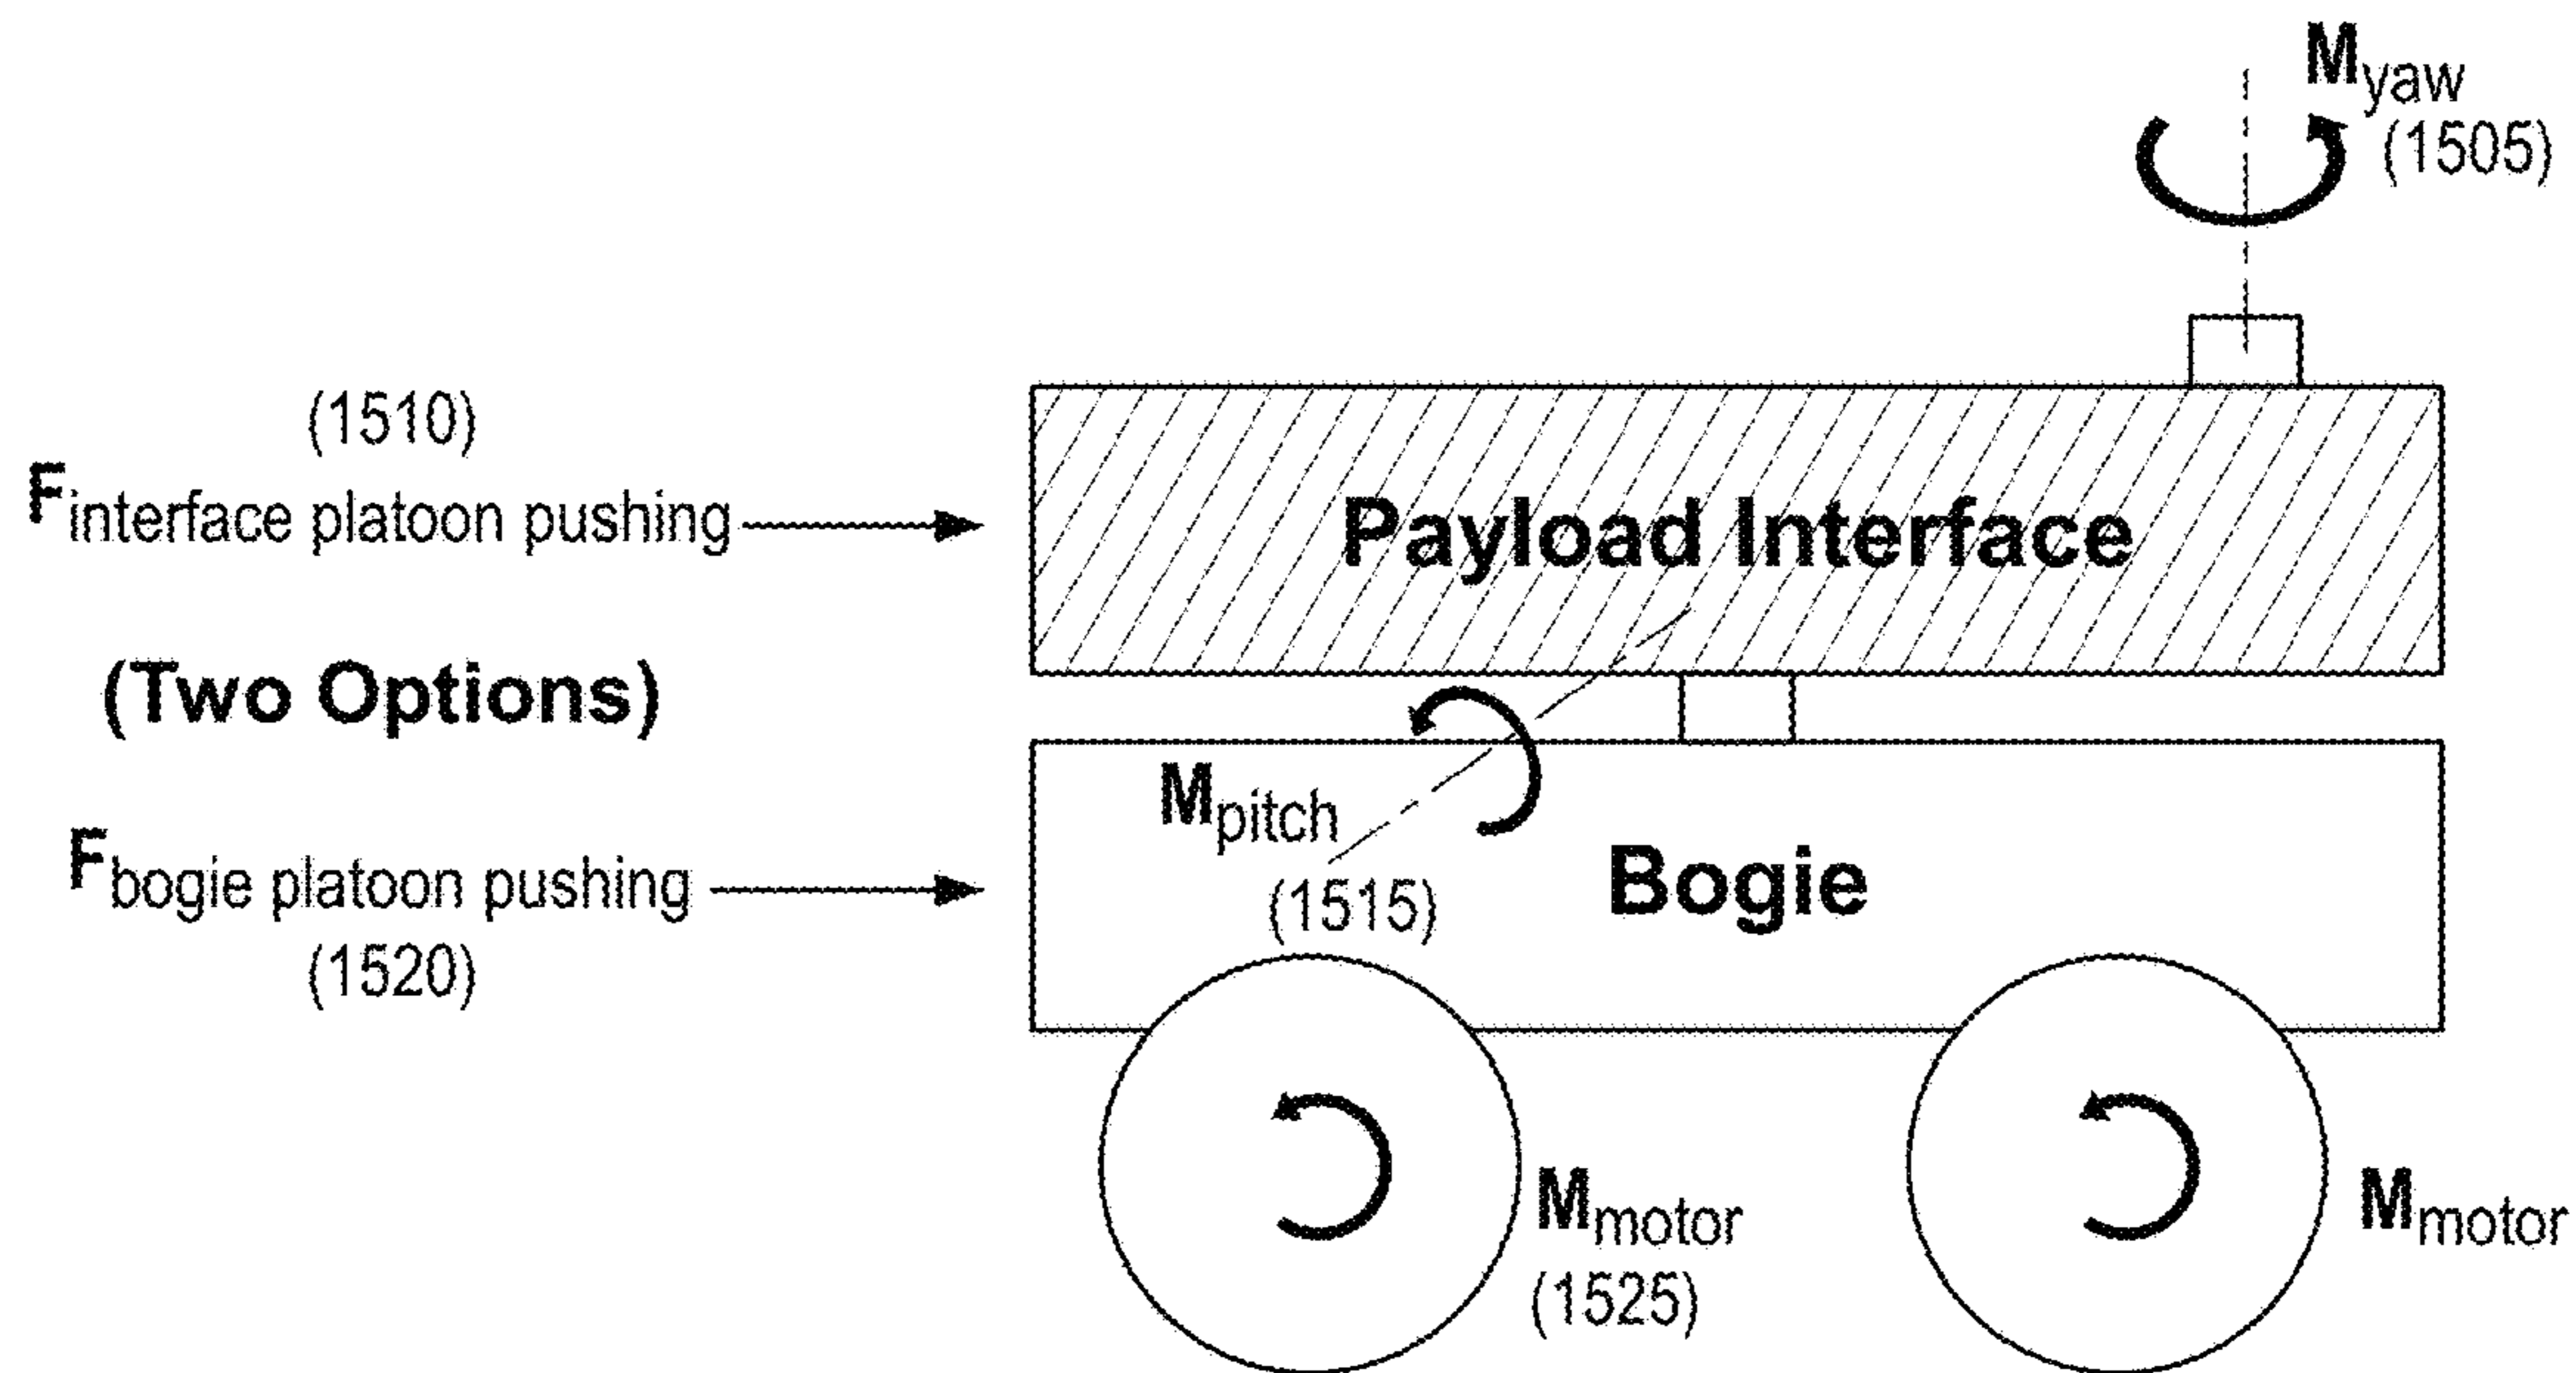 Myaw
(1505)
(1510)
Finterface platoon pushing
Payload Interface
(Two Options)
Mpitch
(1515)
Fbogie platoon pushing
(1520)
Bogie
Mmotor
(1525)
Mmotor